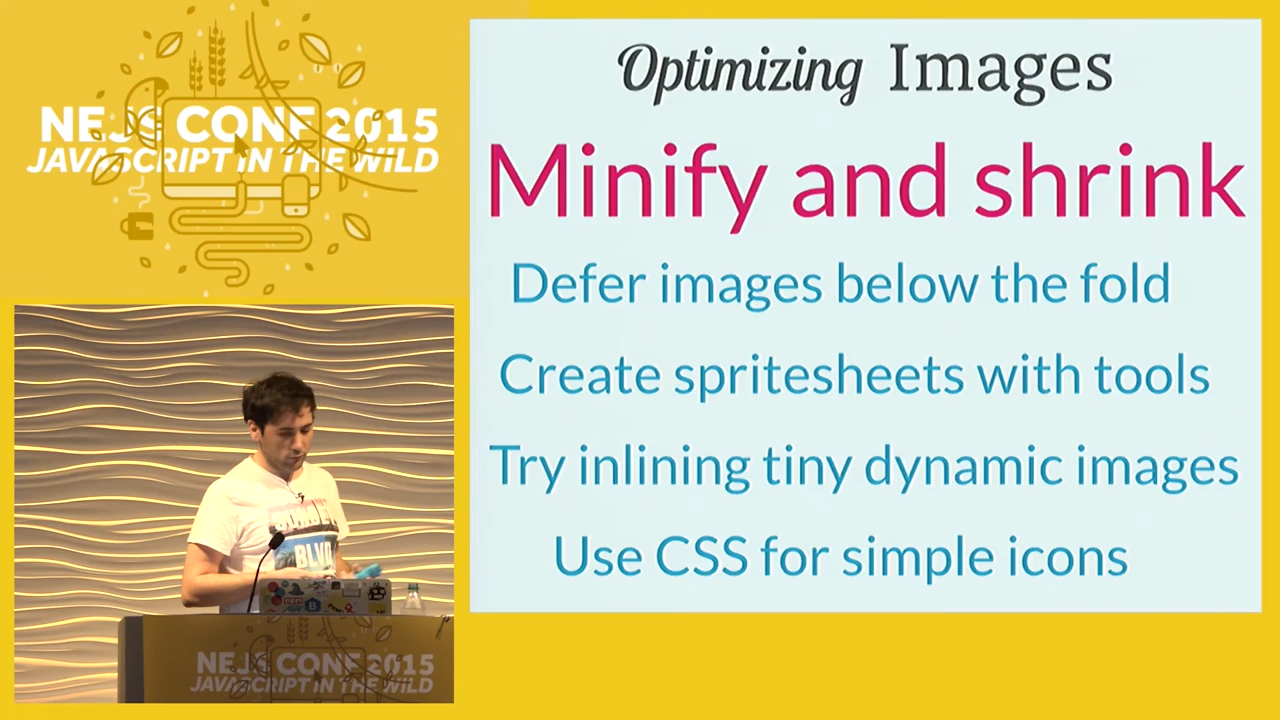 NEJS CONF 2015
JAVASCRIPT IN THE WILD
Optimizing Images
Minify and shrink
Defer images below the fold
Create spritesheets with tools
Try inlining tiny dynamic images
Use CSS for simple icons
SUNSET
BLVD
NEJS CONF 2015
JAVASCRIPT IN THE WILD